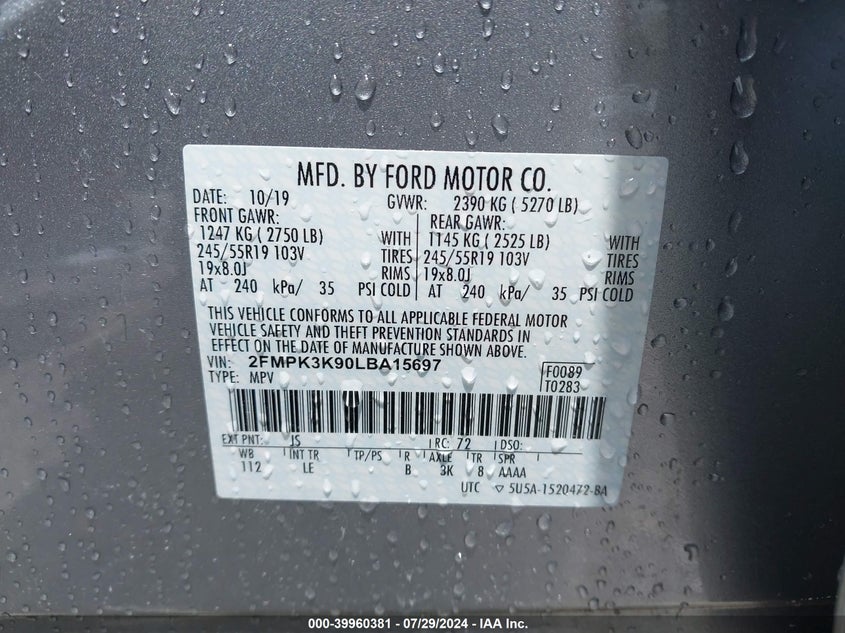 MFD. BY FORD MOTOR CO.
DATE: 10/19 GVWR: 2390 KG ( 5270 LB)
FRONT GAWR: REAR GAWR:
1247 KG ( 2750 LB) WITH 1145 KG ( 2525 LB) WITH
245/55R19 103V TIRES 245/55R19 103V TIRES
19x8.0J RIMS 19x8.0J RIMS
AT 240 kPa/ 35 PSI COLD AT 240 kPa/ 35 PSI COLD
THIS VEHICLE CONFORMS TO ALL APPLICABLE FEDERAL MOTOR
VEHICLE SAFETY AND THEFT PREVENTION STANDARDS IN
EFFECT ON THE DATE OF MANUFACTURE SHOWN ABOVE.
VIN: 2FMPK3K90LBA15697 F0089
TYPE: MPV T0283
EXT PNT: JS RC: 72 DSO:
WB INT TR TP/PS R AXLE TR SPR
112 LE B 3K 8 AAAA
UTC ▽ 5U5A-1520472-BA
000-39960381 - 07/29/2024 - IAA Inc.